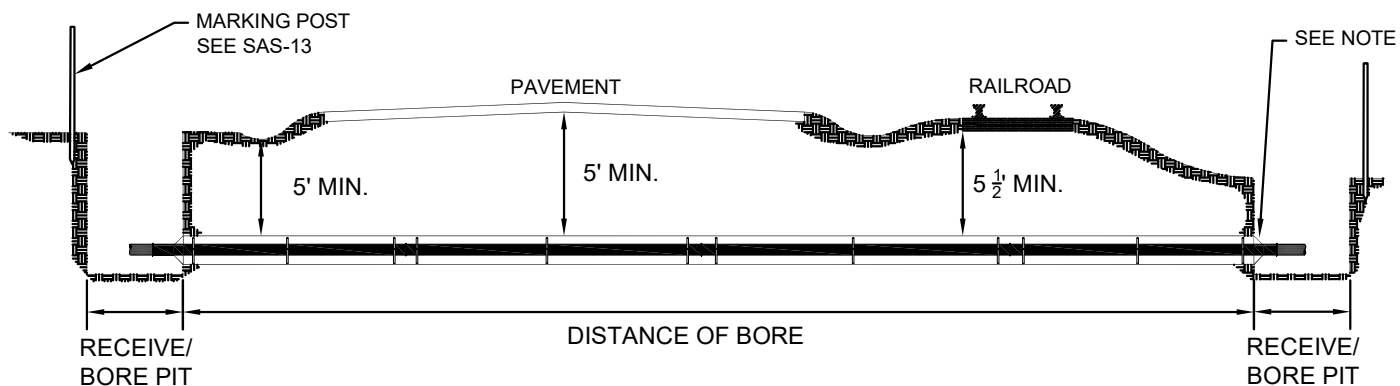 MARKING POST
SEE SAS-13
SEE NOTE
PAVEMENT
RAILROAD
5' MIN.
5' MIN.
5 1/2' MIN.
DISTANCE OF BORE
RECEIVE/
BORE PIT
RECEIVE/
BORE PIT